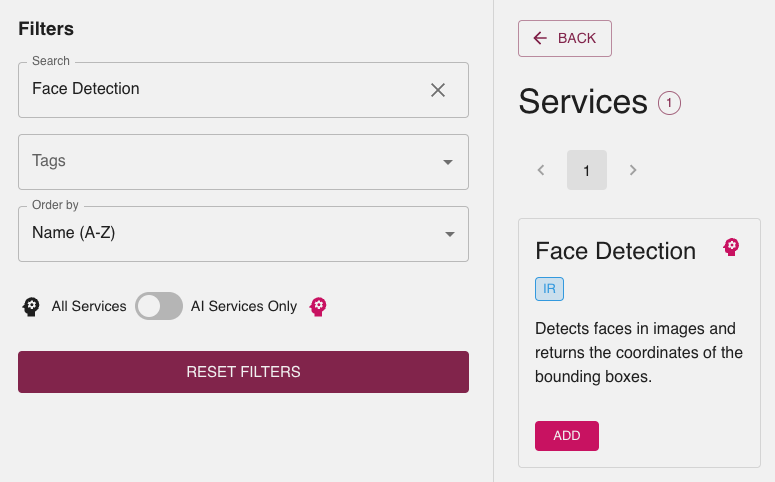 Filters
Search
Face Detection
Tags
Order by
Name (A-Z)
All Services
AI Services Only
RESET FILTERS
BACK
Services 1
1
Face Detection
IR
Detects faces in images and
returns the coordinates of the
bounding boxes.
ADD